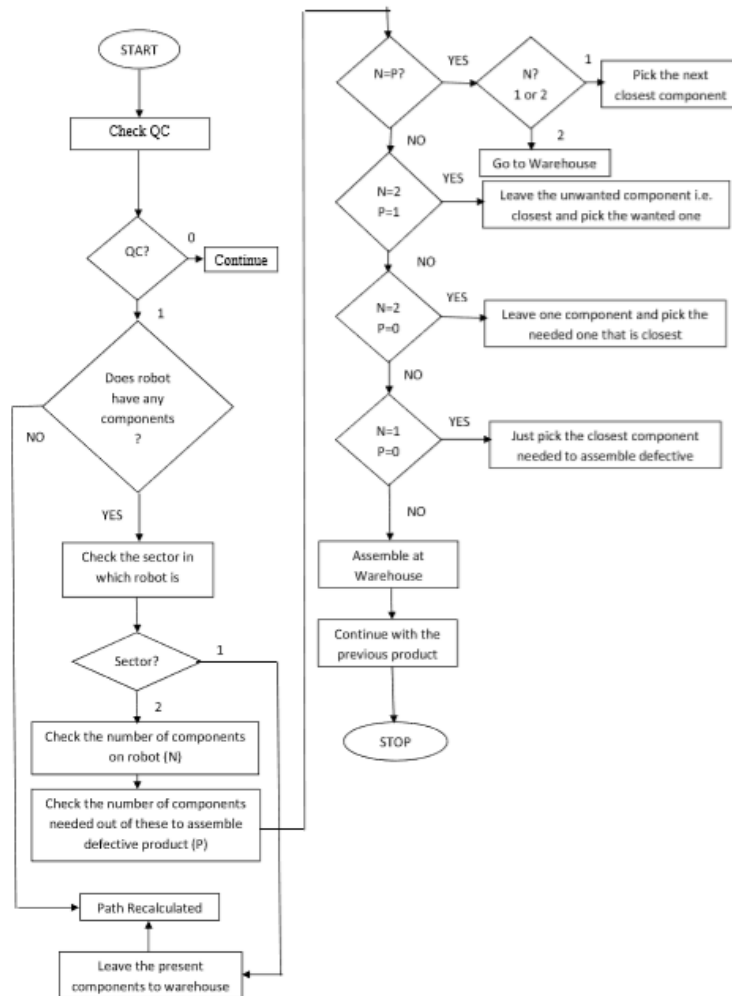 START
Check QC
QC?
0
Continue
1
Does robot
have any
components
?
NO
YES
Check the sector in
which robot is
Sector?
1
2
Check the number of components
on robot (N)
Check the number of components
needed out of these to assemble
defective product (P)
Path Recalculated
Leave the present
components to warehouse
N=P?
YES
N?
1 or 2
1
Pick the next
closest component
2
Go to Warehouse
NO
N=2
P=1
YES
Leave the unwanted component i.e.
closest and pick the wanted one
NO
N=2
P=0
YES
Leave one component and pick the
needed one that is closest
NO
N=1
P=0
YES
Just pick the closest component
needed to assemble defective
NO
Assemble at
Warehouse
Continue with the
previous product
STOP